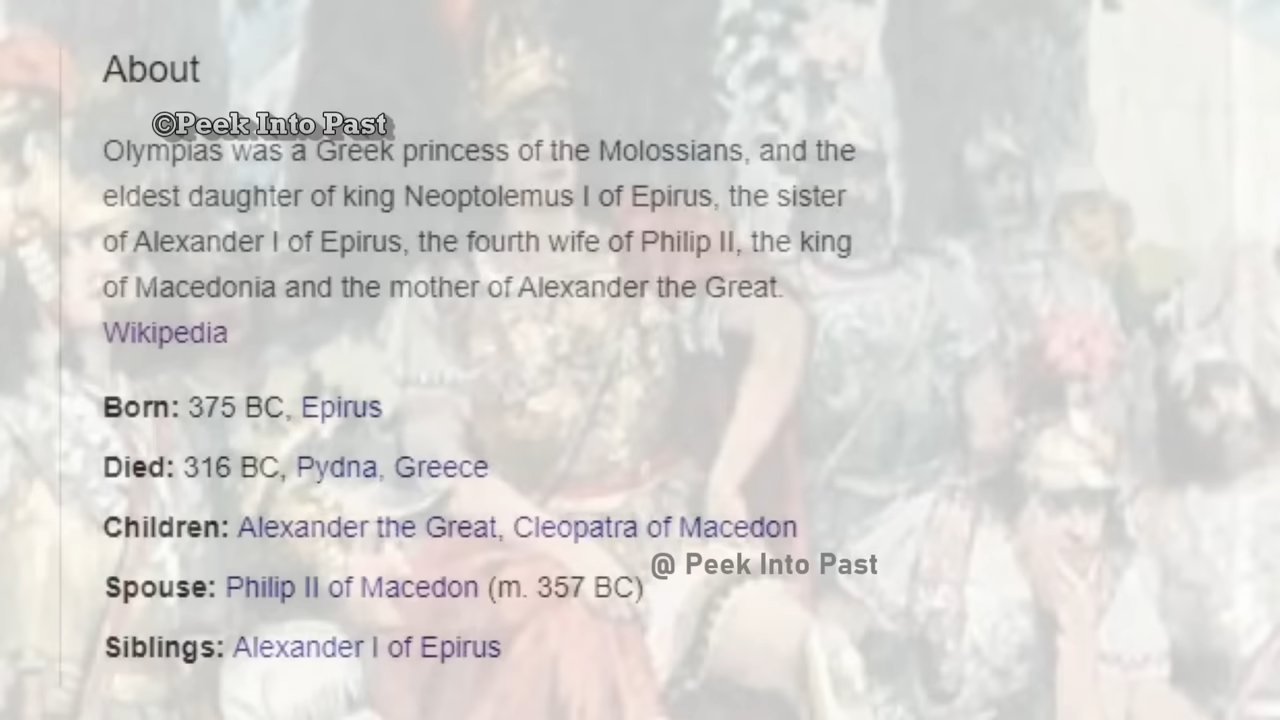 About
©Peek Into Past
Olympias was a Greek princess of the Molossians, and the
eldest daughter of king Neoptolemus I of Epirus, the sister
of Alexander I of Epirus, the fourth wife of Philip II, the king
of Macedonia and the mother of Alexander the Great.
Wikipedia
Born: 375 BC, Epirus
Died: 316 BC, Pydna, Greece
Children: Alexander the Great, Cleopatra of Macedon
@ Peek Into Past
Spouse: Philip II of Macedon (m. 357 BC)
Siblings: Alexander I of Epirus